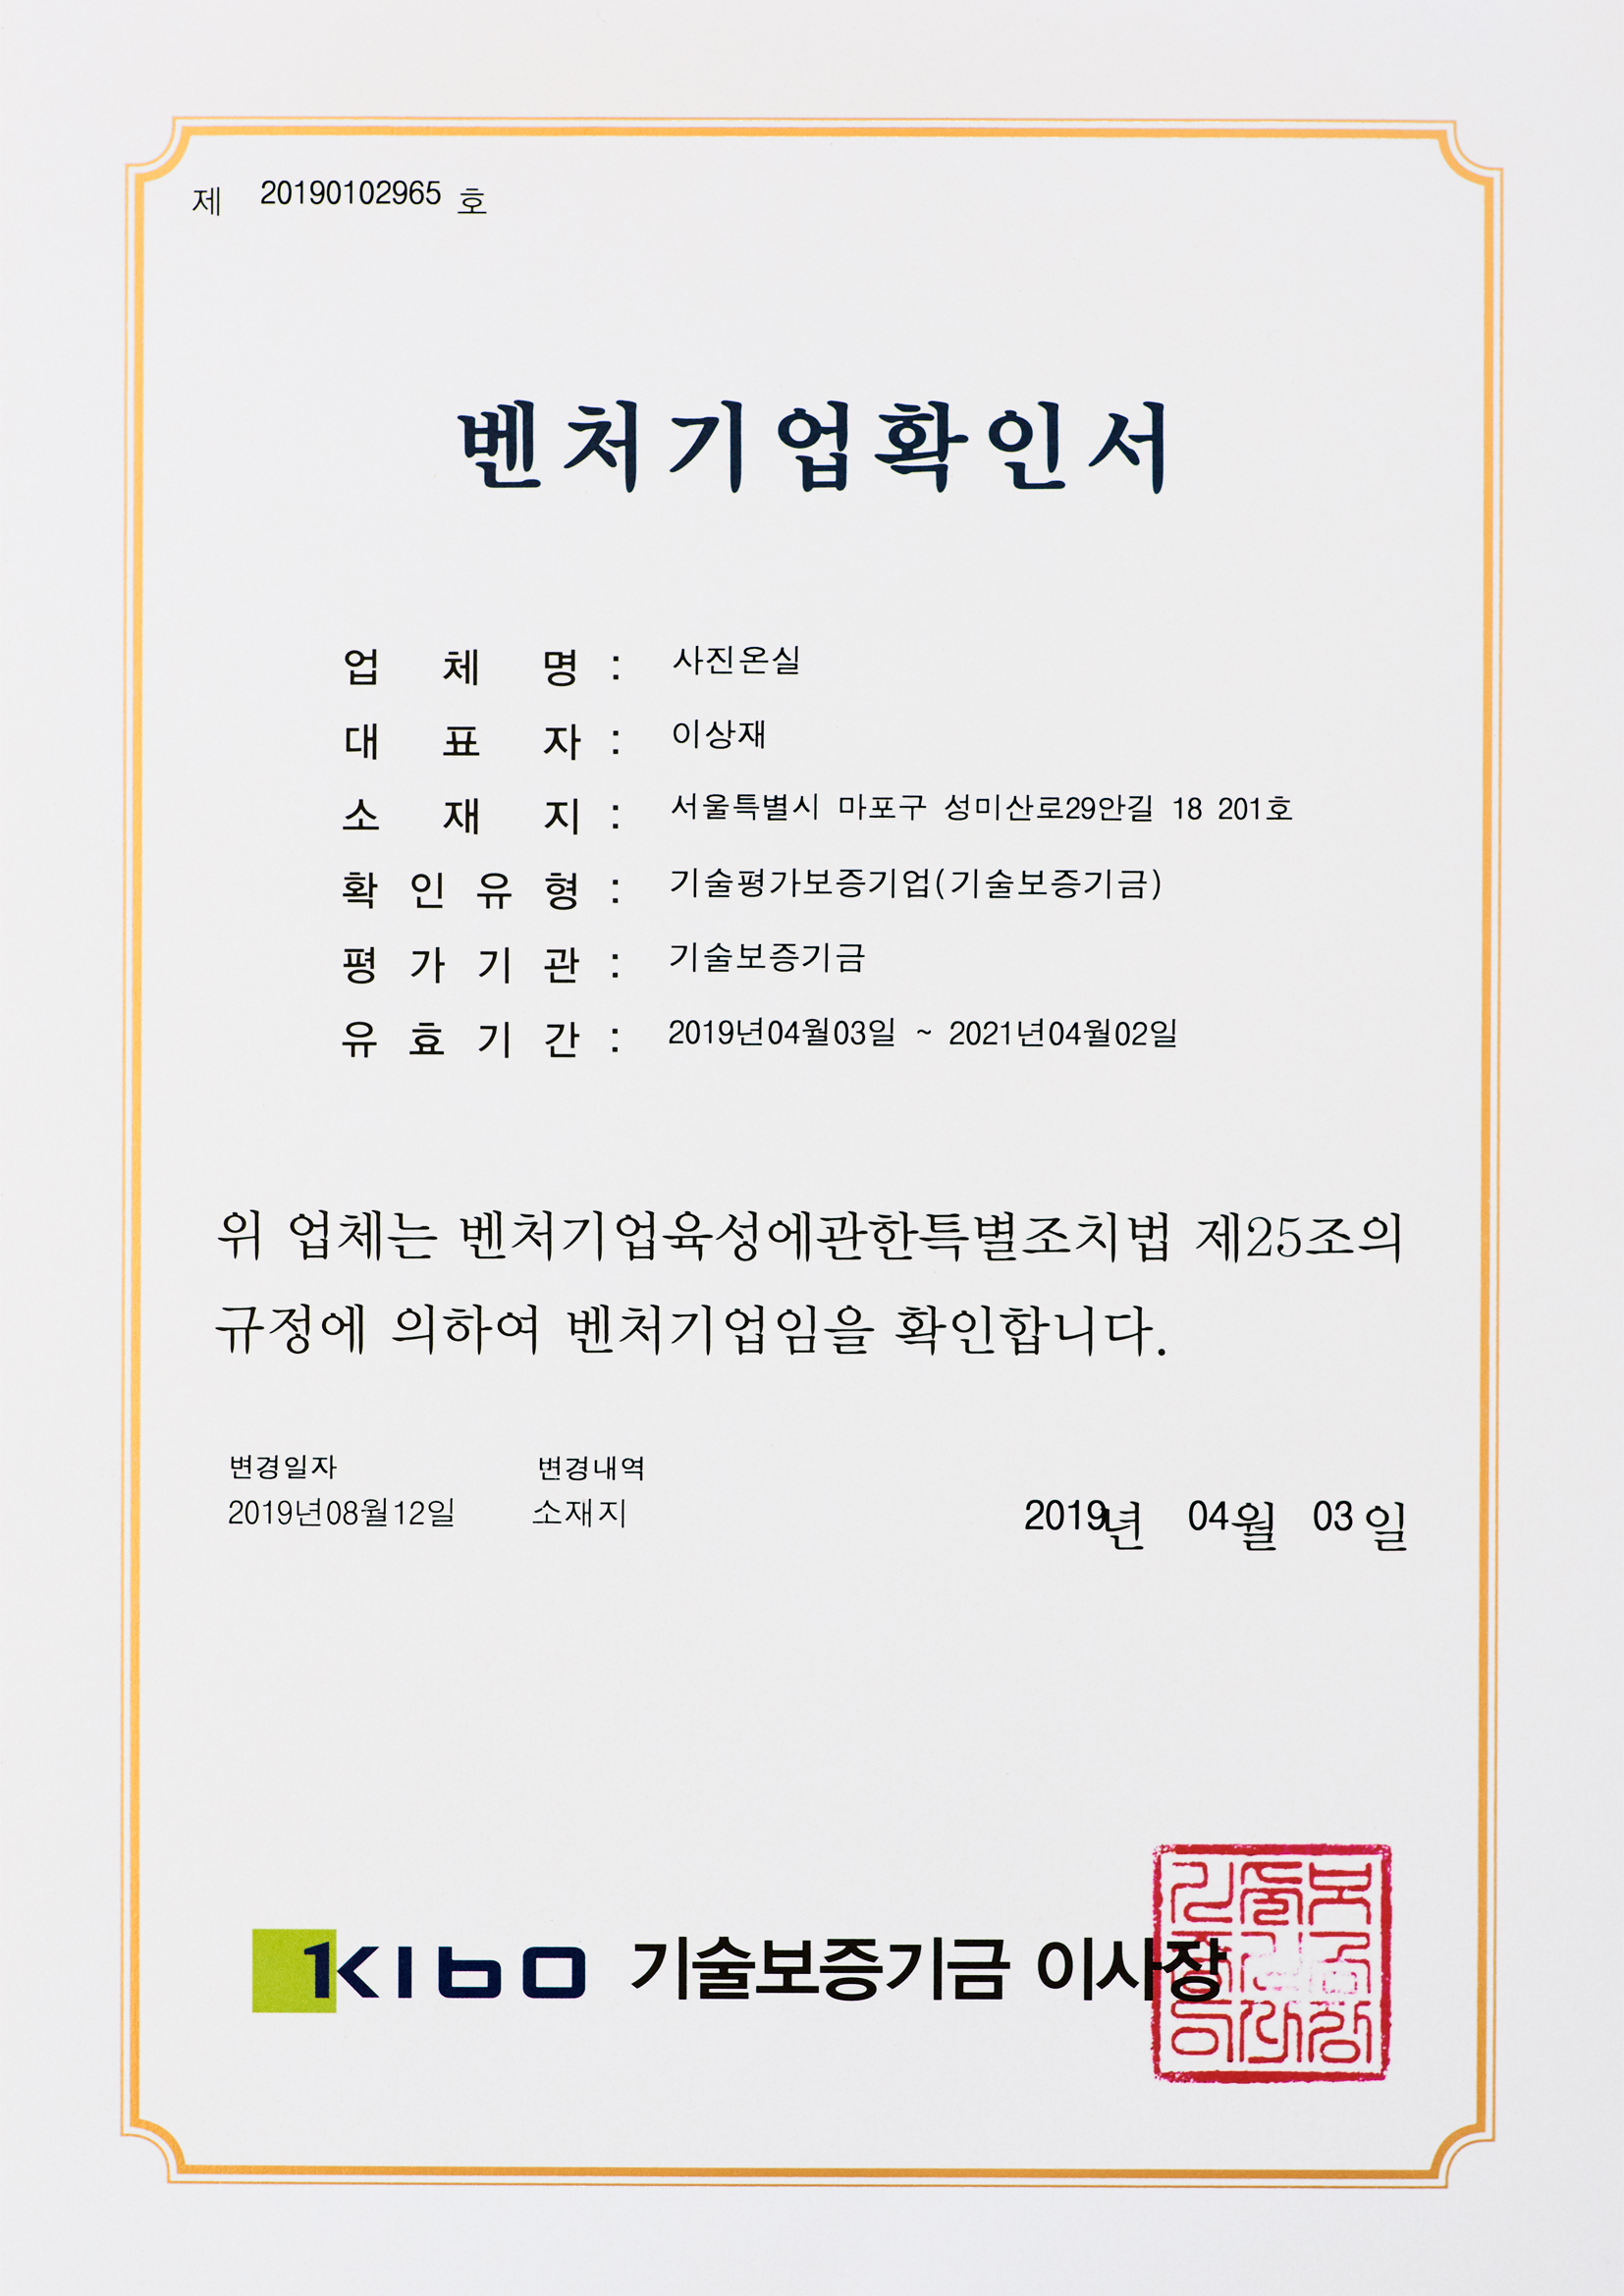 제 20190102965 호
벤처기업확인서
업체명 : 사진온실
대표자 : 이상재
소재지 : 서울특별시 마포구 성미산로29안길 18 201호
확인유형 : 기술평가보증기업(기술보증기금)
평가기관 : 기술보증기금
유효기간 : 2019년04월03일 ~ 2021년04월02일
위 업체는 벤처기업육성에관한특별조치법 제25조의
규정에 의하여 벤처기업임을 확인합니다.
변경일자 변경내역
2019년08월12일 소재지
2019년 04월 03일
KIBO 기술보증기금 이사장